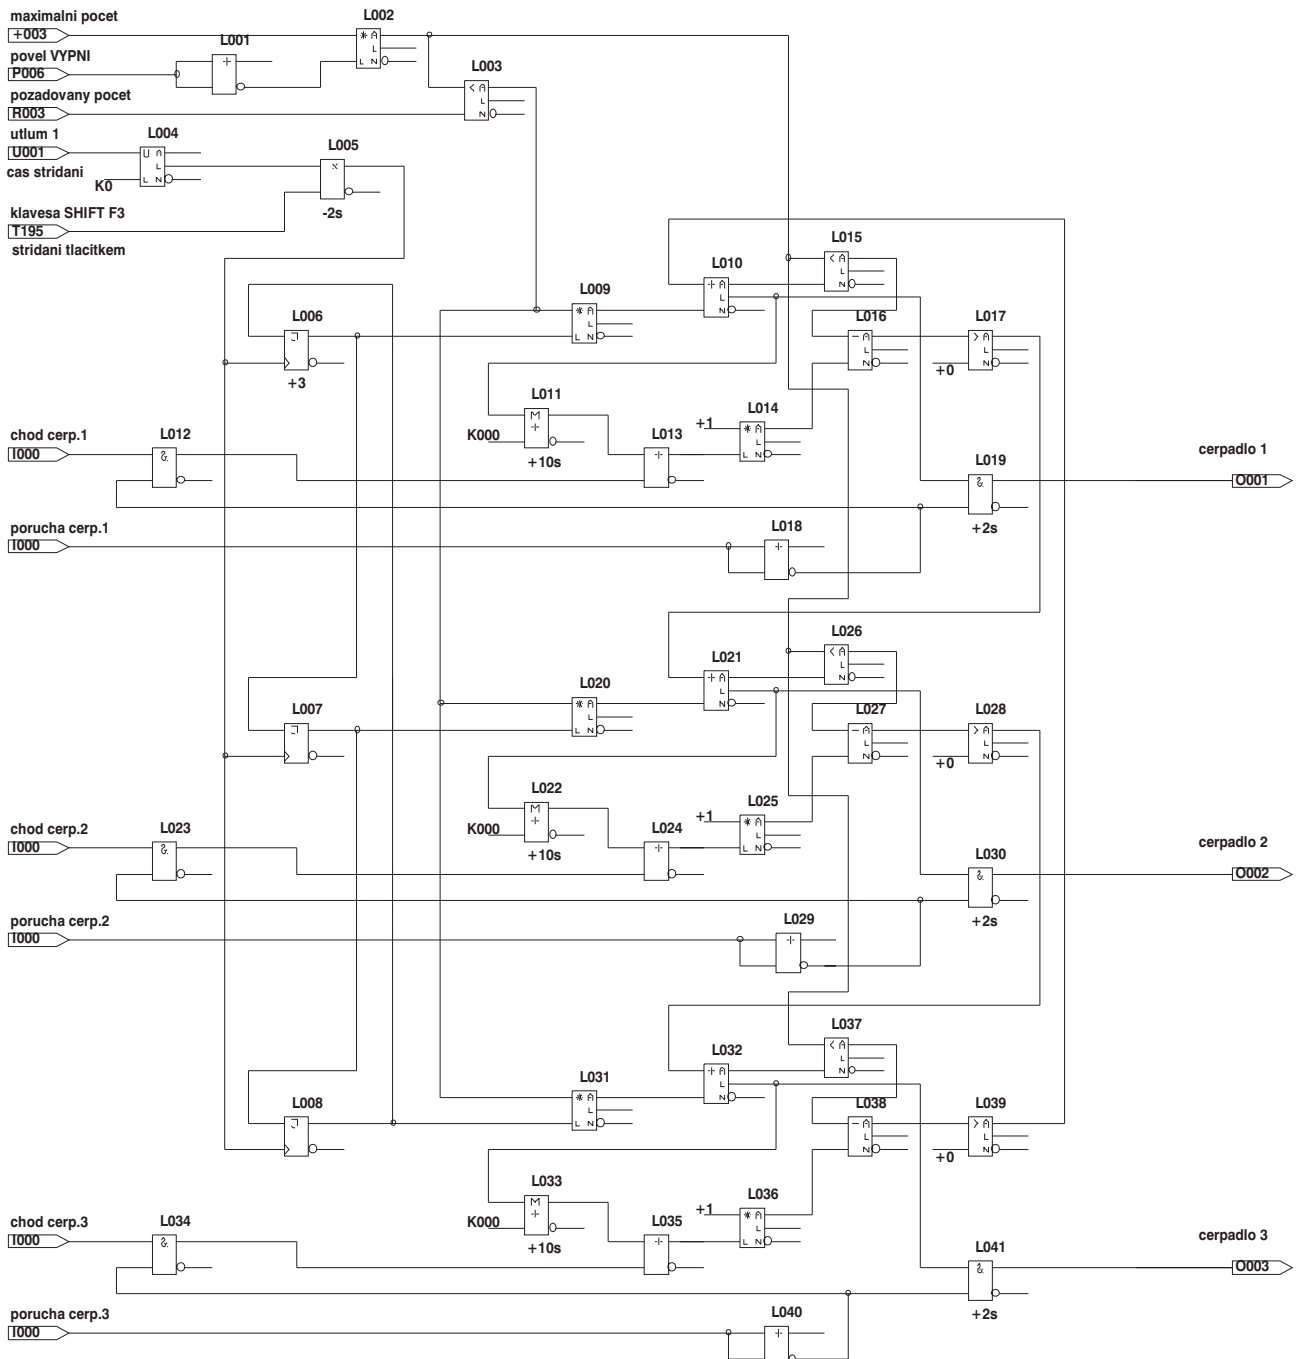 maximalni pocet
+003
L002
* A
L
L N
povel VYPNI
P006
L001
+
L003
< A
L
N
pozadovany pocet
R003
utlum 1
U001
L004
U A
L
L N
cas stridani
K0
L005
x
-2s
klavesa SHIFT F3
T195
stridani tlacitkem
L015
< A
L
N
L010
+ A
L
N
L009
* A
L
L N
L006
+3
L016
- A
L
N
L017
> A
L
N
+0
L011
M
+
K000
+10s
L014
+1
* A
L
L N
chod cerp.1
I000
L012
&
L013
+
L019
&
+2s
cerpadlo 1
O001
porucha cerp.1
I000
L018
+
L026
< A
L
N
L021
+ A
L
N
L020
* A
L
L N
L007
L027
- A
L
N
L028
> A
L
N
+0
L022
M
+
K000
+10s
L025
+1
* A
L
L N
chod cerp.2
I000
L023
&
L024
+
L030
&
+2s
cerpadlo 2
O002
porucha cerp.2
I000
L029
+
L037
< A
L
N
L032
+ A
L
N
L031
* A
L
L N
L008
L038
- A
L
N
L039
> A
L
N
+0
L033
M
+
K000
+10s
L036
+1
* A
L
L N
chod cerp.3
I000
L034
&
L035
+
L041
&
+2s
cerpadlo 3
O003
porucha cerp.3
I000
L040
+